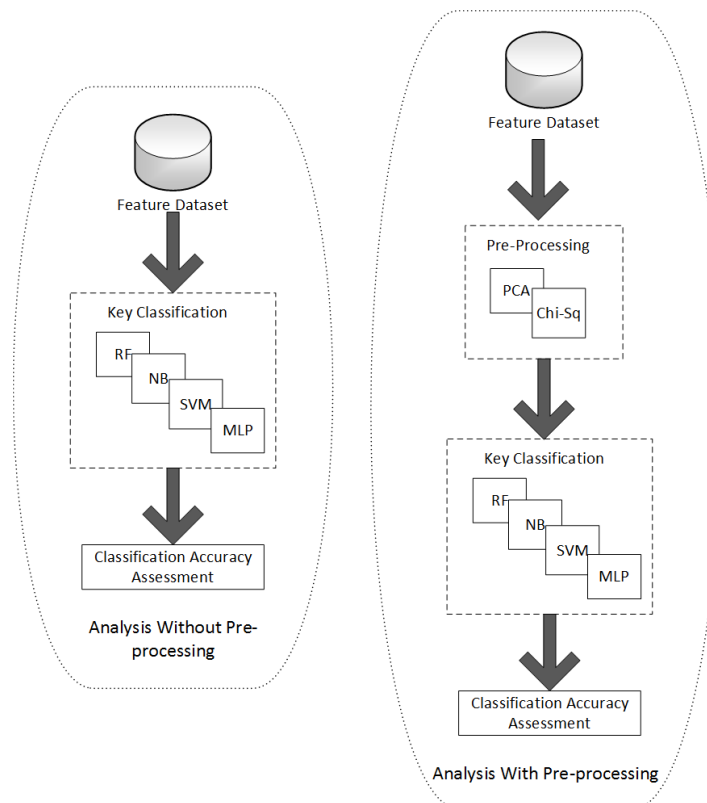 Feature Dataset
Key Classification
RF
NB
SVM
MLP
Classification Accuracy
Assessment
Analysis Without Pre-
processing
Feature Dataset
Pre-Processing
PCA
Chi-Sq
Key Classification
RF
NB
SVM
MLP
Classification Accuracy
Assessment
Analysis With Pre-processing